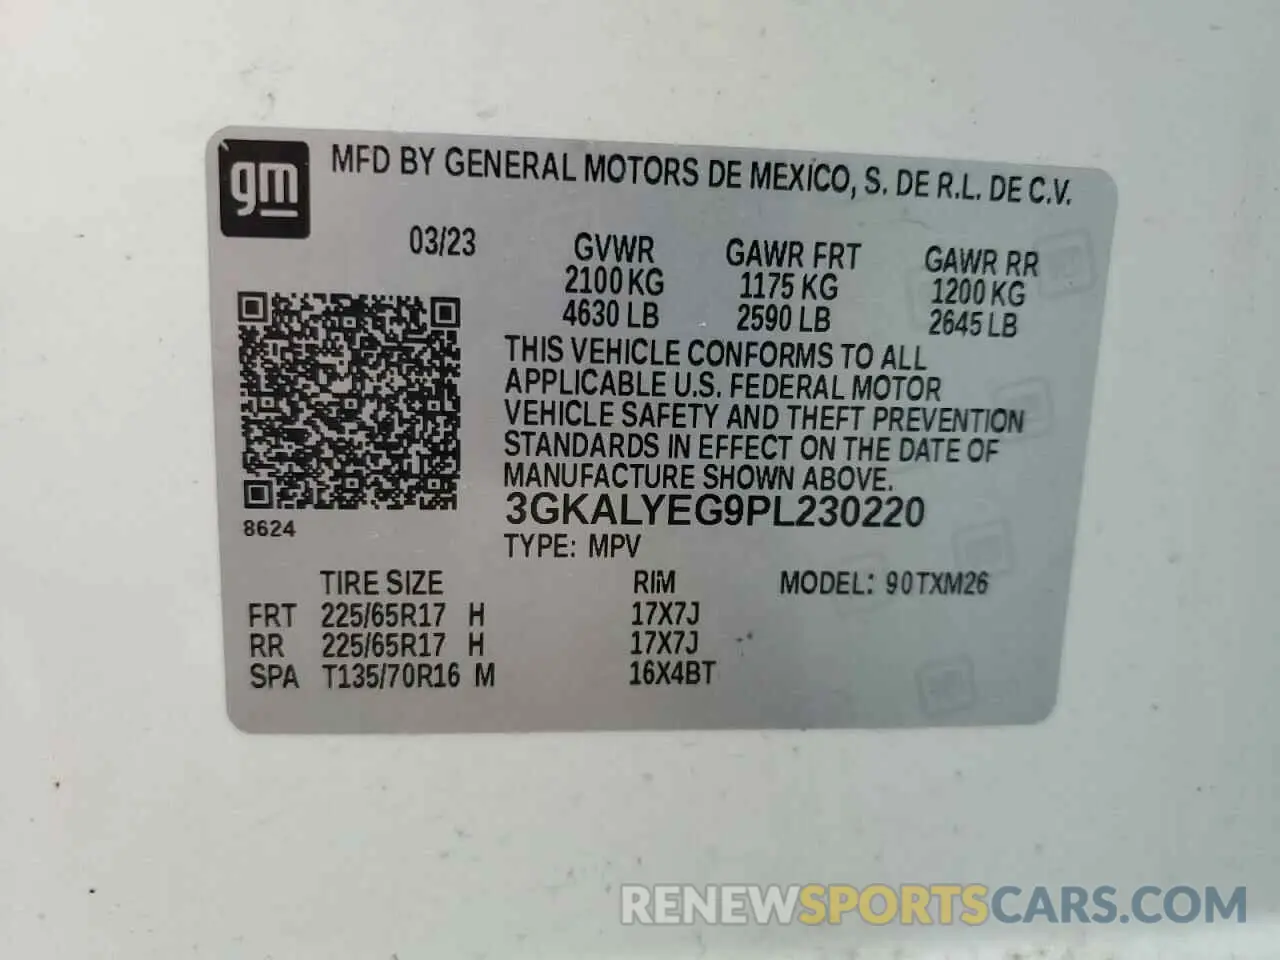 gm
MFD BY GENERAL MOTORS DE MEXICO, S. DE R.L. DE C.V.
03/23 GVWR GAWR FRT GAWR RR
2100 KG 1175 KG 1200 KG
4630 LB 2590 LB 2645 LB
THIS VEHICLE CONFORMS TO ALL
APPLICABLE U.S. FEDERAL MOTOR
VEHICLE SAFETY AND THEFT PREVENTION
STANDARDS IN EFFECT ON THE DATE OF
MANUFACTURE SHOWN ABOVE.
3GKALYEG9PL230220
8624
TYPE: MPV
TIRE SIZE RIM MODEL: 90TXM26
FRT 225/65R17 H 17X7J
RR 225/65R17 H 17X7J
SPA T135/70R16 M 16X4BT
RENEWSPORTSCARS.COM